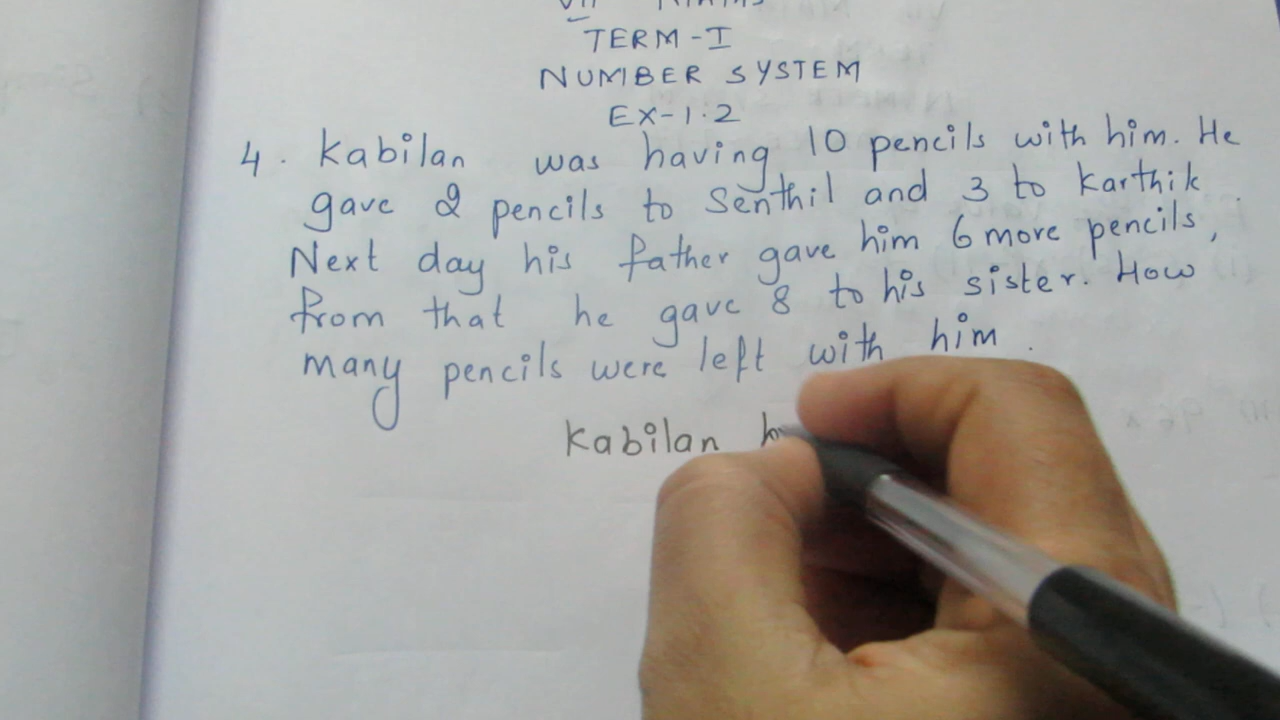 TERM-I
NUMBER SYSTEM
EX-1.2
4. Kabilan was having 10 pencils with him. He
gave 2 pencils to Senthil and 3 to Karthik.
Next day his father gave him 6 more pencils,
from that he gave 8 to his sister. How
many pencils were left with him.
Kabilan